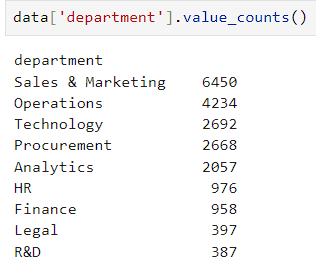 data['department'].value_counts()
department
Sales & Marketing    6450
Operations           4234
Technology           2692
Procurement          2668
Analytics            2057
HR                    976
Finance               958
Legal                 397
R&D                   387